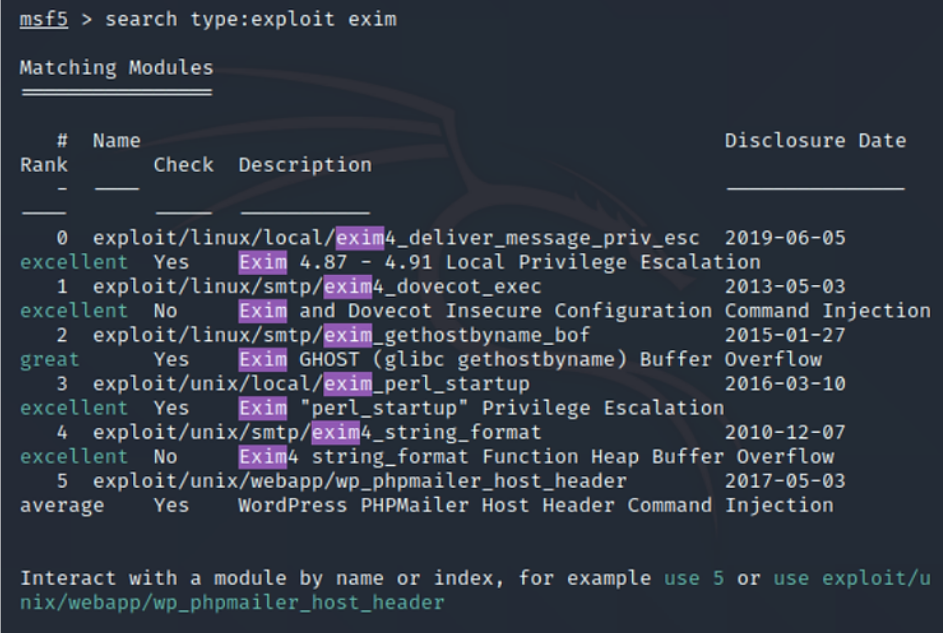 msf5 > search type:exploit exim
Matching Modules
================
# Name Disclosure Date
Rank Check Description
- ---- ---------------
---- ----- -----------
0 exploit/linux/local/exim4_deliver_message_priv_esc 2019-06-05
excellent Yes Exim 4.87 - 4.91 Local Privilege Escalation
1 exploit/linux/smtp/exim4_dovecot_exec 2013-05-03
excellent No Exim and Dovecot Insecure Configuration Command Injection
2 exploit/linux/smtp/exim_gethostbyname_bof 2015-01-27
great Yes Exim GHOST (glibc gethostbyname) Buffer Overflow
3 exploit/unix/local/exim_perl_startup 2016-03-10
excellent Yes Exim "perl_startup" Privilege Escalation
4 exploit/unix/smtp/exim4_string_format 2010-12-07
excellent No Exim4 string_format Function Heap Buffer Overflow
5 exploit/unix/webapp/wp_phpmailer_host_header 2017-05-03
average Yes WordPress PHPMailer Host Header Command Injection
Interact with a module by name or index, for example use 5 or use exploit/u
nix/webapp/wp_phpmailer_host_header